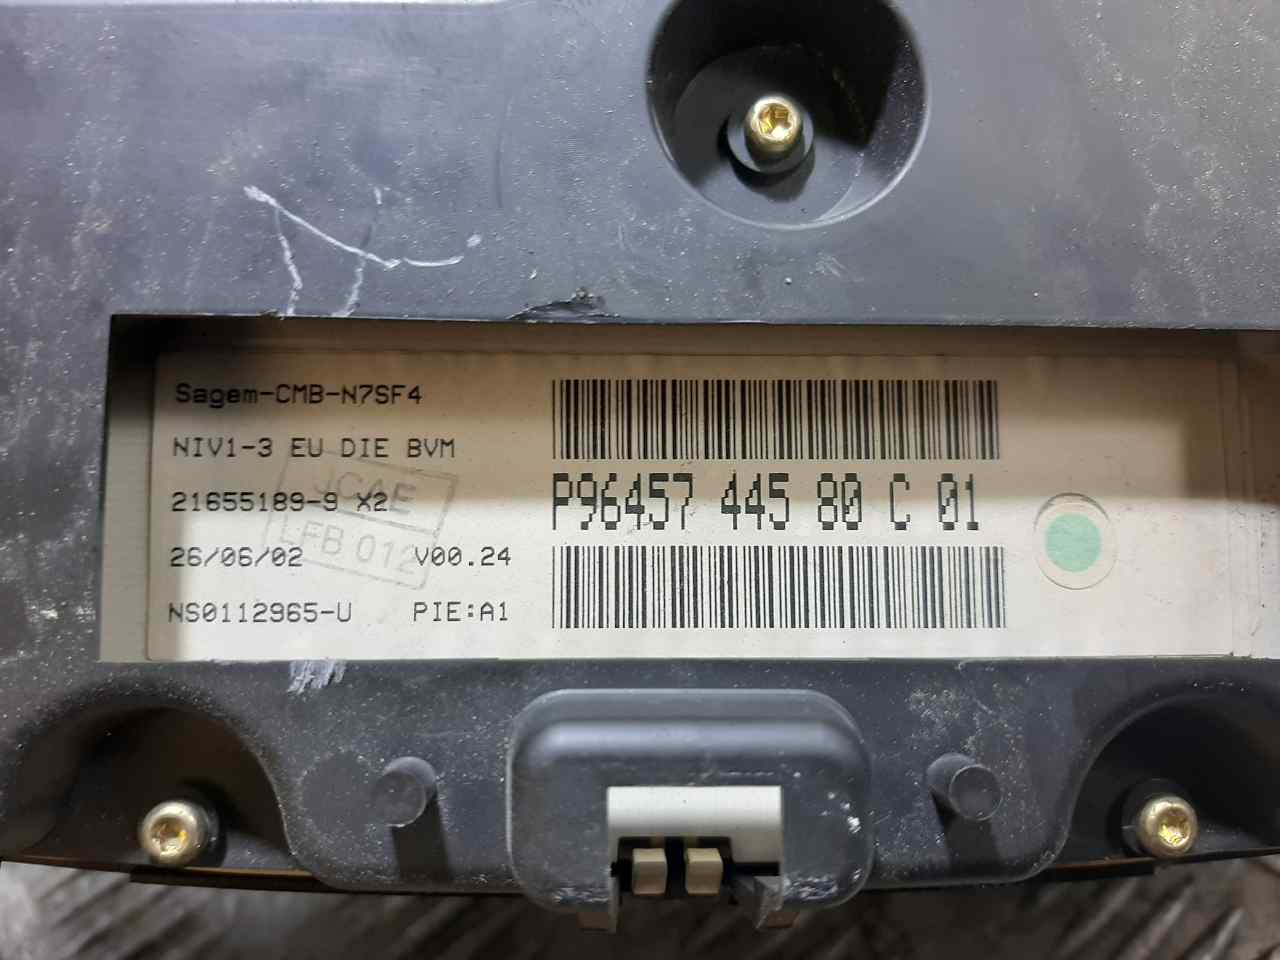 Sagem-CMB-N7SF4
NIV1-3 EU DIE BVM
21655189-9 X2
26/06/02 V00.24
NS0112965-U PIE:A1
P96457 445 80 C 01
JCAE
LFB 012